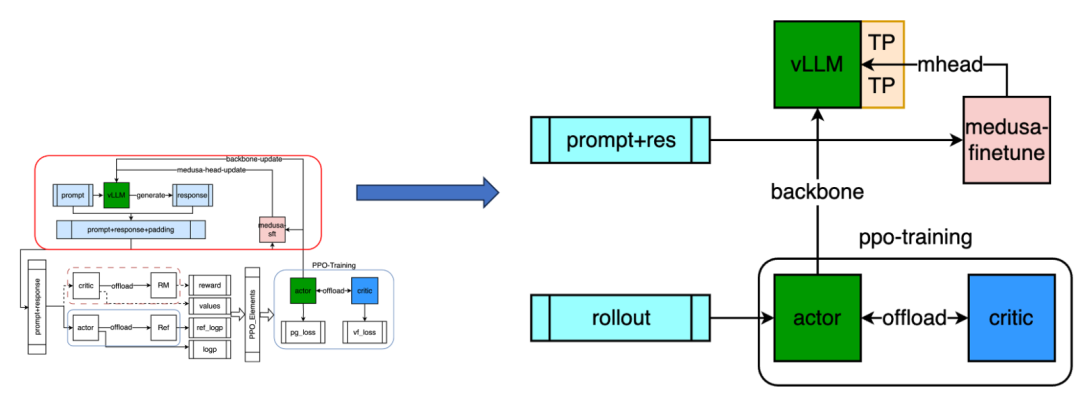 backbone-update
medusa-head-update
prompt
vLLM
generate
response
prompt+response+padding
medusa-
sft
prompt+response
critic
offload
RM
actor
offload
Ref
reward
values
ref_logp
logp
PPO_Elements
PPO-Training
actor
offload
critic
pg_loss
vf_loss
vLLM
TP
TP
mhead
prompt+res
medusa-
finetune
backbone
ppo-training
rollout
actor
offload
critic